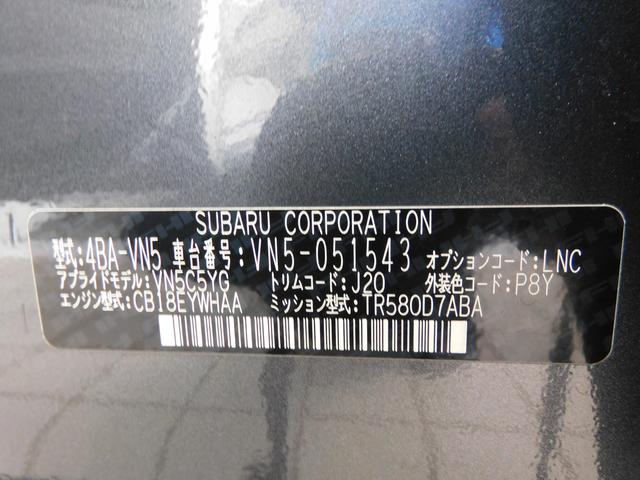 SUBARU CORPORATION
型式:4BA-VN5 車台番号:VN5-051543 オプションコード:LNC
アプライドモデル:VN5C5YG トリムコード:J20 外装色コード:P8Y
エンジン型式:CB18EYWHAA ミッション型式:TR580D7ABA